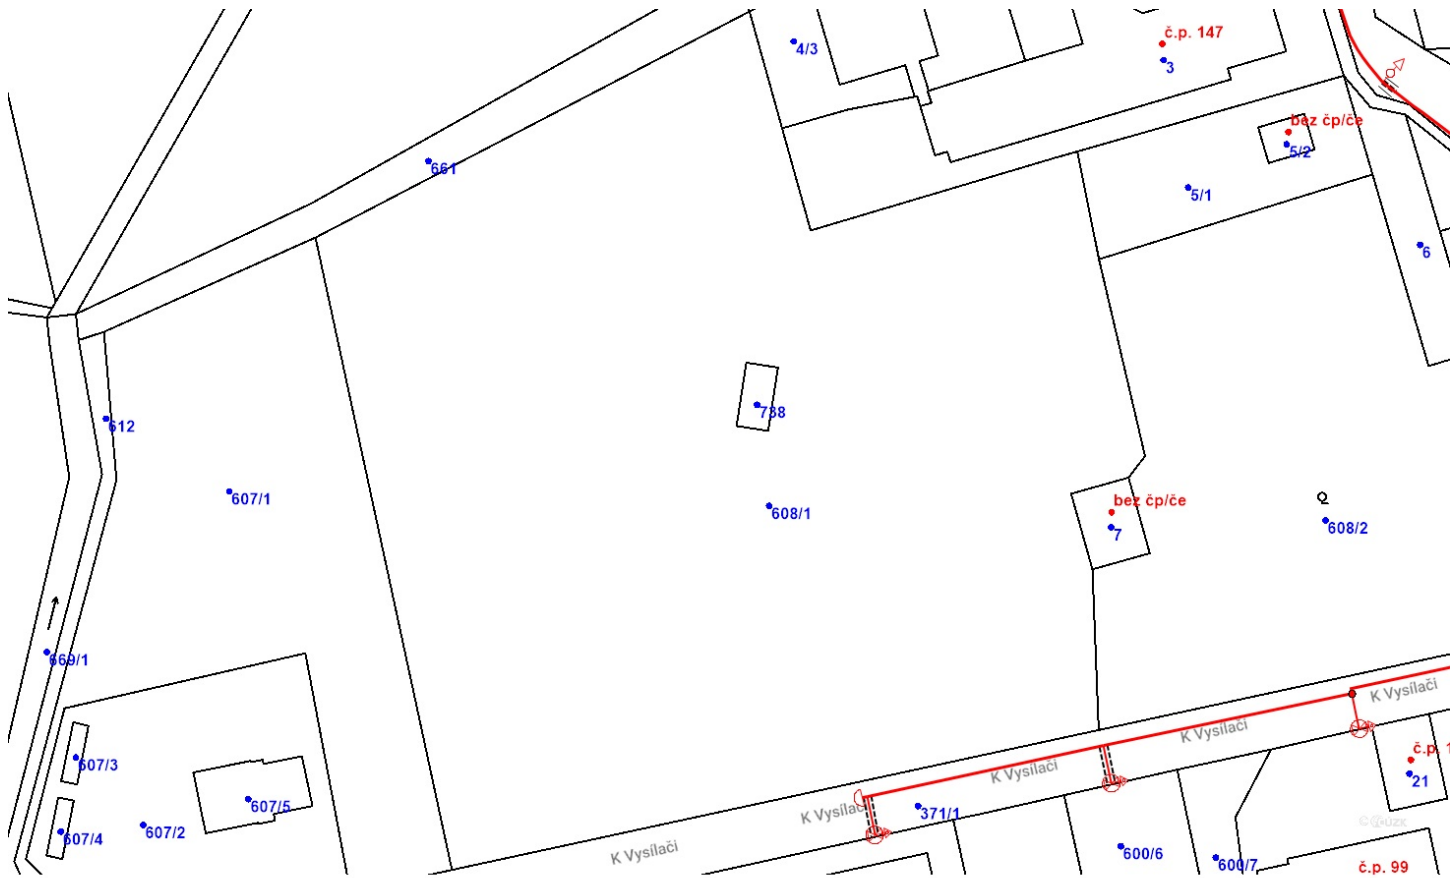 č.p. 147
4/3
3
bez čp/če
5/2
661
5/1
6
738
612
607/1
bez čp/če
608/1
7
608/2
669/1
K Vysílači
K Vysílači
607/3
K Vysílači
č.p. 1
21
607/5
K Vysílači
371/1
607/2
607/4
K Vysílači
600/6
600/7
č.p. 99